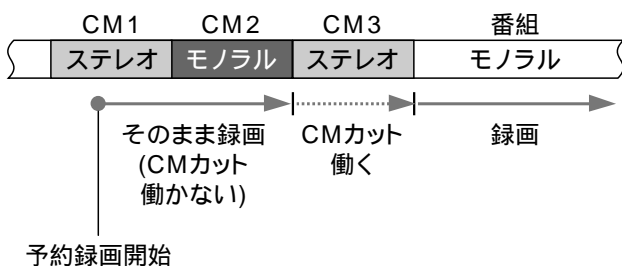 CM1 CM2 CM3 番組
ステレオ モノラル ステレオ モノラル
そのまま録画 CMカット 録画
(CMカット 働く
働かない)
予約録画開始